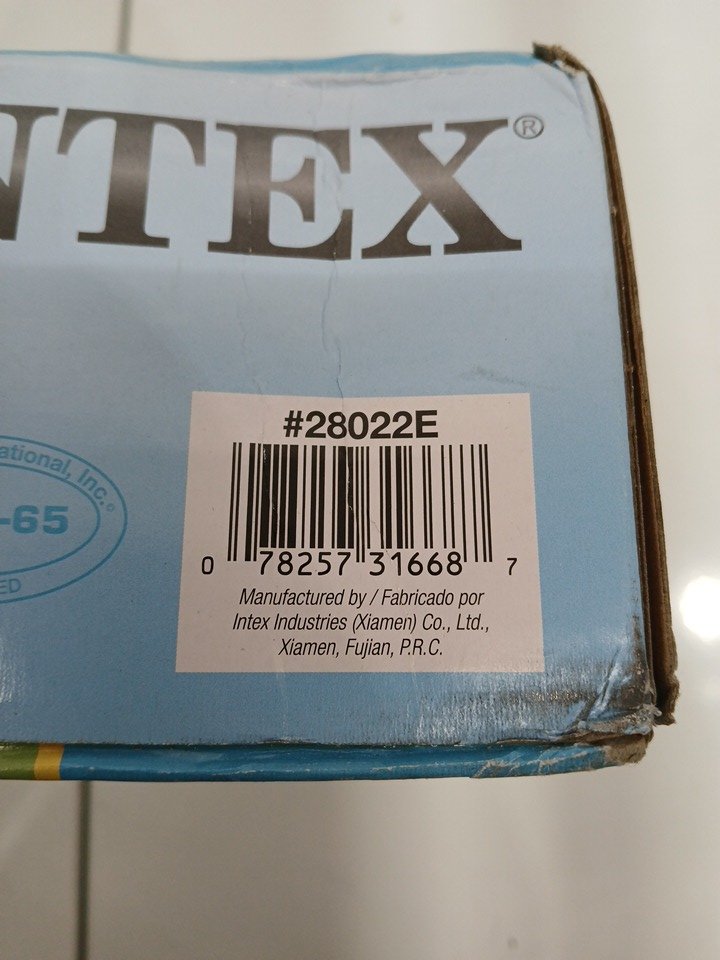 NTEX®
#28022E
0 78257 31668 7
Manufactured by / Fabricado por
Intex Industries (Xiamen) Co., Ltd.,
Xiamen, Fujian, P.R.C.
ational, Inc.®
-65
ED